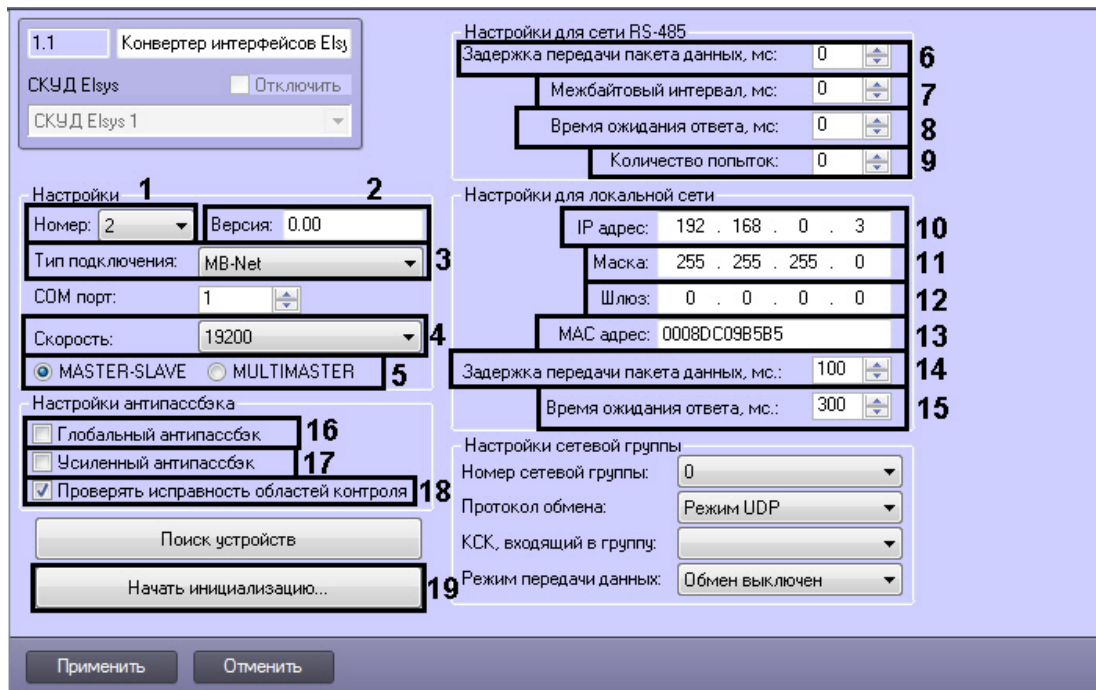 1.1 Конвертер интерфейсов Elsy
СКУД Elsys Отключить
СКУД Elsys 1
Настройки 1 2
Номер: 2 Версия: 0.00
Тип подключения: MB-Net 3
COM порт: 1
Скорость: 19200 4
MASTER-SLAVE MULTIMASTER 5
Настройки антипассбэка
Глобальный антипассбэк 16
Усиленный антипассбэк 17
Проверять исправность областей контроля 18
Поиск устройств
Начать инициализацию... 19
Настройки для сети RS-485
Задержка передачи пакета данных, мс: 0 6
Межбайтовый интервал, мс: 0 7
Время ожидания ответа, мс: 0 8
Количество попыток: 0 9
Настройки для локальной сети
IP адрес: 192 . 168 . 0 . 3 10
Маска: 255 . 255 . 255 . 0 11
Шлюз: 0 . 0 . 0 . 0 12
MAC адрес: 0008DC09B5B5 13
Задержка передачи пакета данных, мс.: 100 14
Время ожидания ответа, мс.: 300 15
Настройки сетевой группы
Номер сетевой группы: 0
Протокол обмена: Режим UDP
КСК, входящий в группу:
Режим передачи данных: Обмен выключен
Применить Отменить